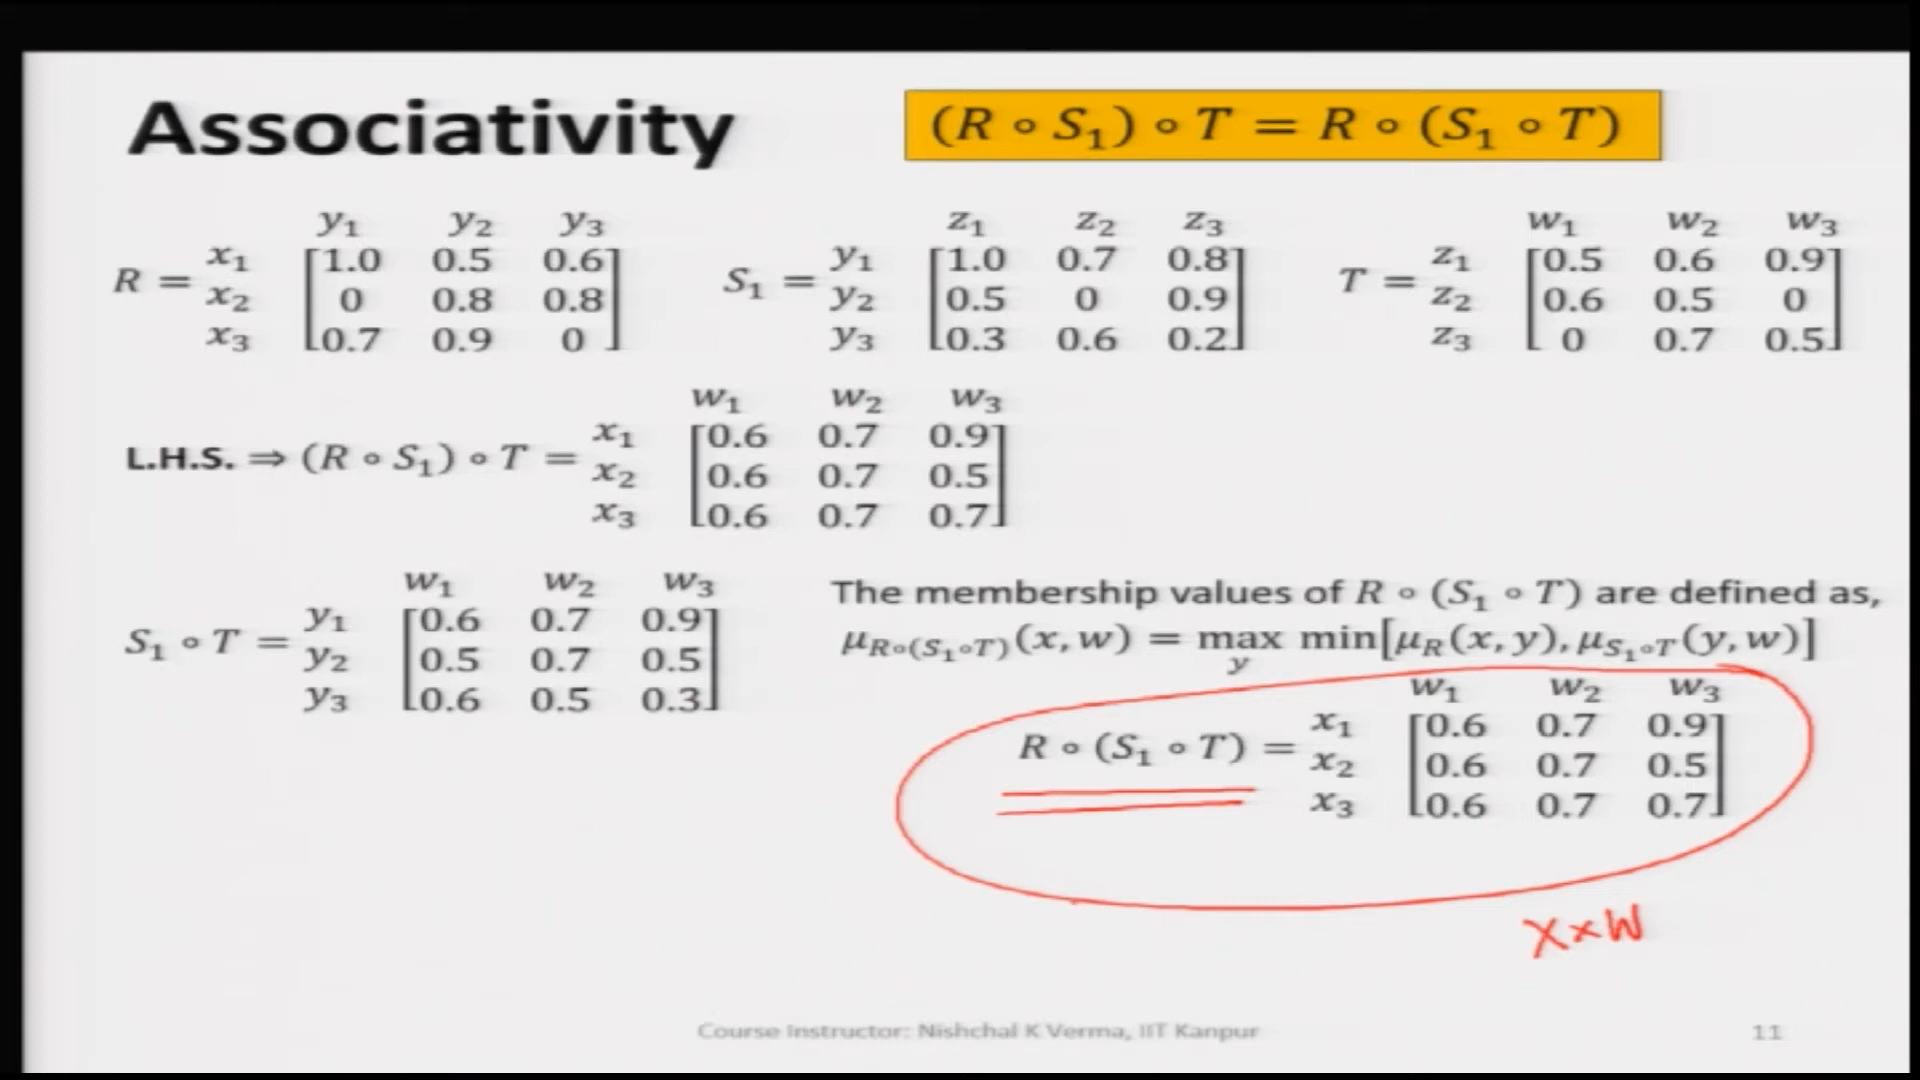 Associativity
(R ∘ S₁) ∘ T = R ∘ (S₁ ∘ T)
y₁ y₂ y₃
R = x₁ [1.0 0.5 0.6]
x₂ [0 0.8 0.8]
x₃ [0.7 0.9 0]
z₁ z₂ z₃
S₁ = y₁ [1.0 0.7 0.8]
y₂ [0.5 0 0.9]
y₃ [0.3 0.6 0.2]
w₁ w₂ w₃
T = z₁ [0.5 0.6 0.9]
z₂ [0.6 0.5 0]
z₃ [0 0.7 0.5]
w₁ w₂ w₃
L.H.S. ⇒ (R ∘ S₁) ∘ T = x₁ [0.6 0.7 0.9]
x₂ [0.6 0.7 0.5]
x₃ [0.6 0.7 0.7]
w₁ w₂ w₃
S₁ ∘ T = y₁ [0.6 0.7 0.9]
y₂ [0.5 0.7 0.5]
y₃ [0.6 0.5 0.3]
The membership values of R ∘ (S₁ ∘ T) are defined as,
μ_R∘(S₁∘T)(x, w) = max min[μ_R(x, y), μ_S₁∘T(y, w)]
y
w₁ w₂ w₃
R ∘ (S₁ ∘ T) = x₁ [0.6 0.7 0.9]
x₂ [0.6 0.7 0.5]
x₃ [0.6 0.7 0.7]
X×W
Course Instructor: Nishchal K Verma, IIT Kanpur
11